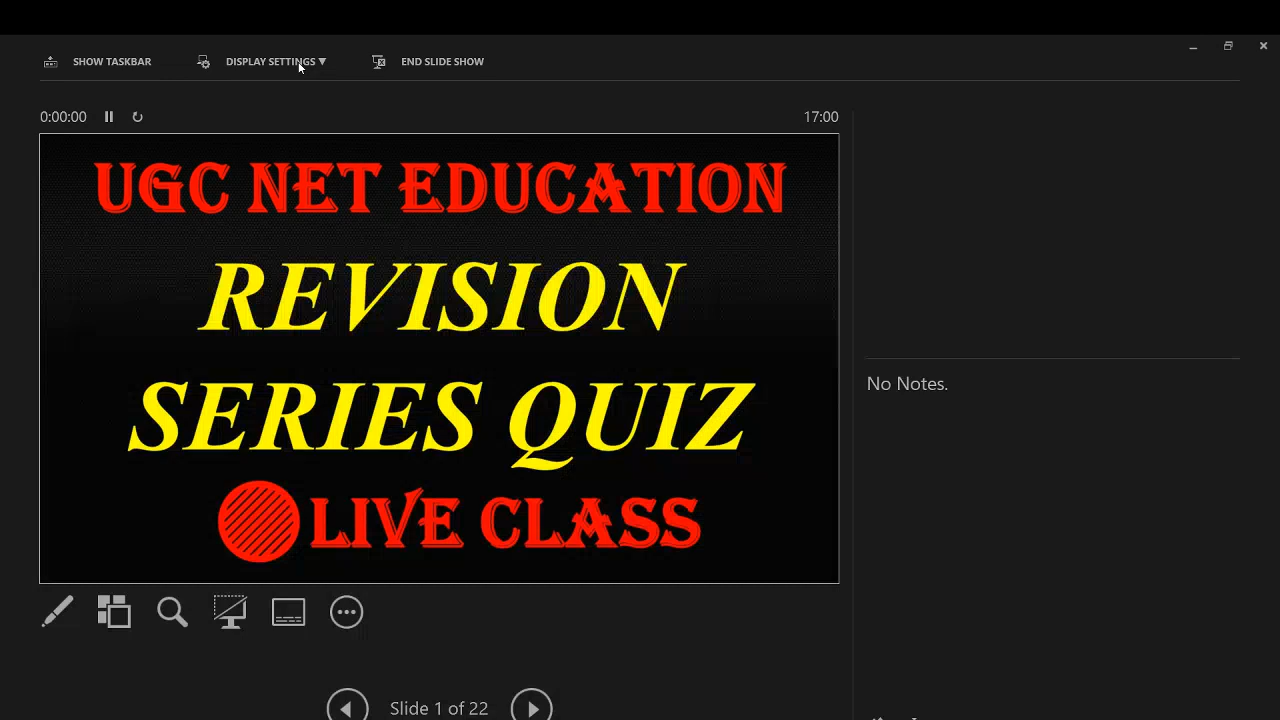 SHOW TASKBAR
DISPLAY SETTINGS ▼
END SLIDE SHOW
0:00:00
17:00
UGC NET EDUCATION
REVISION
SERIES QUIZ
LIVE CLASS
No Notes.
Slide 1 of 22